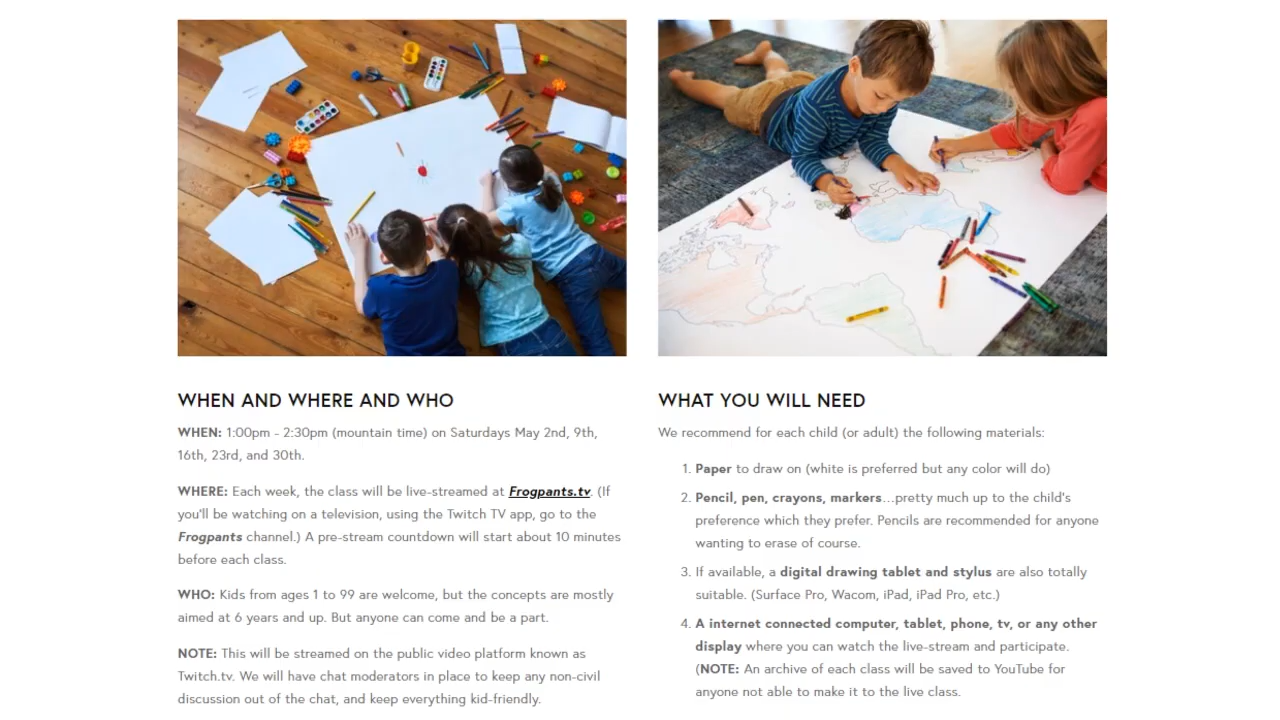 WHEN AND WHERE AND WHO
WHEN: 1:00pm - 2:30pm (mountain time) on Saturdays May 2nd, 9th,
16th, 23rd, and 30th.
WHERE: Each week, the class will be live-streamed at Frogpants.tv. (If
you'll be watching on a television, using the Twitch TV app, go to the
Frogpants channel.) A pre-stream countdown will start about 10 minutes
before each class.
WHO: Kids from ages 1 to 99 are welcome, but the concepts are mostly
aimed at 6 years and up. But anyone can come and be a part.
NOTE: This will be streamed on the public video platform known as
Twitch.tv. We will have chat moderators in place to keep any non-civil
discussion out of the chat, and keep everything kid-friendly.
WHAT YOU WILL NEED
We recommend for each child (or adult) the following materials:
1. Paper to draw on (white is preferred but any color will do)
2. Pencil, pen, crayons, markers...pretty much up to the child's
preference which they prefer. Pencils are recommended for anyone
wanting to erase of course.
3. If available, a digital drawing tablet and stylus are also totally
suitable. (Surface Pro, Wacom, iPad, iPad Pro, etc.)
4. A internet connected computer, tablet, phone, tv, or any other
display where you can watch the live-stream and participate.
(NOTE: An archive of each class will be saved to YouTube for
anyone not able to make it to the live class.